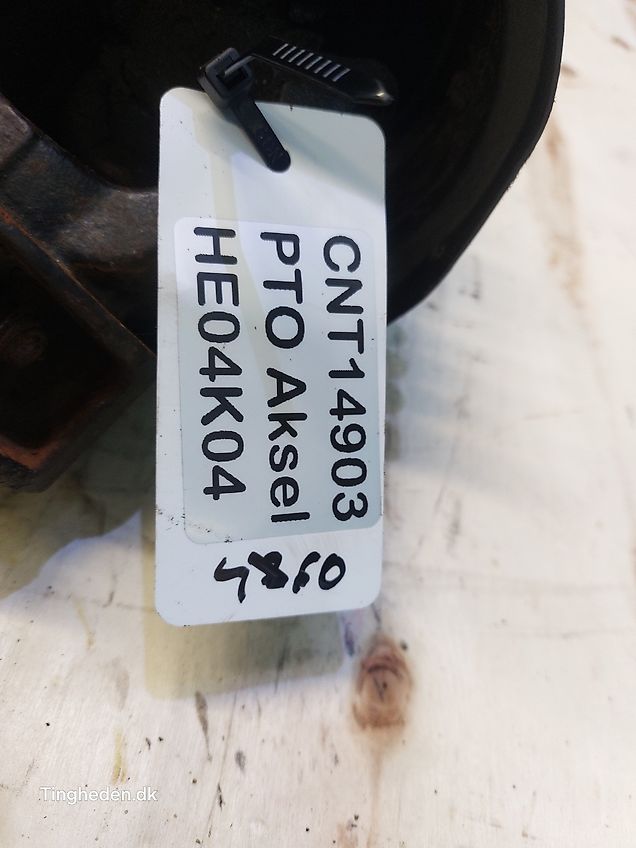 CNT14903
PTO Aksel
HE04K04
Tingheden.dk